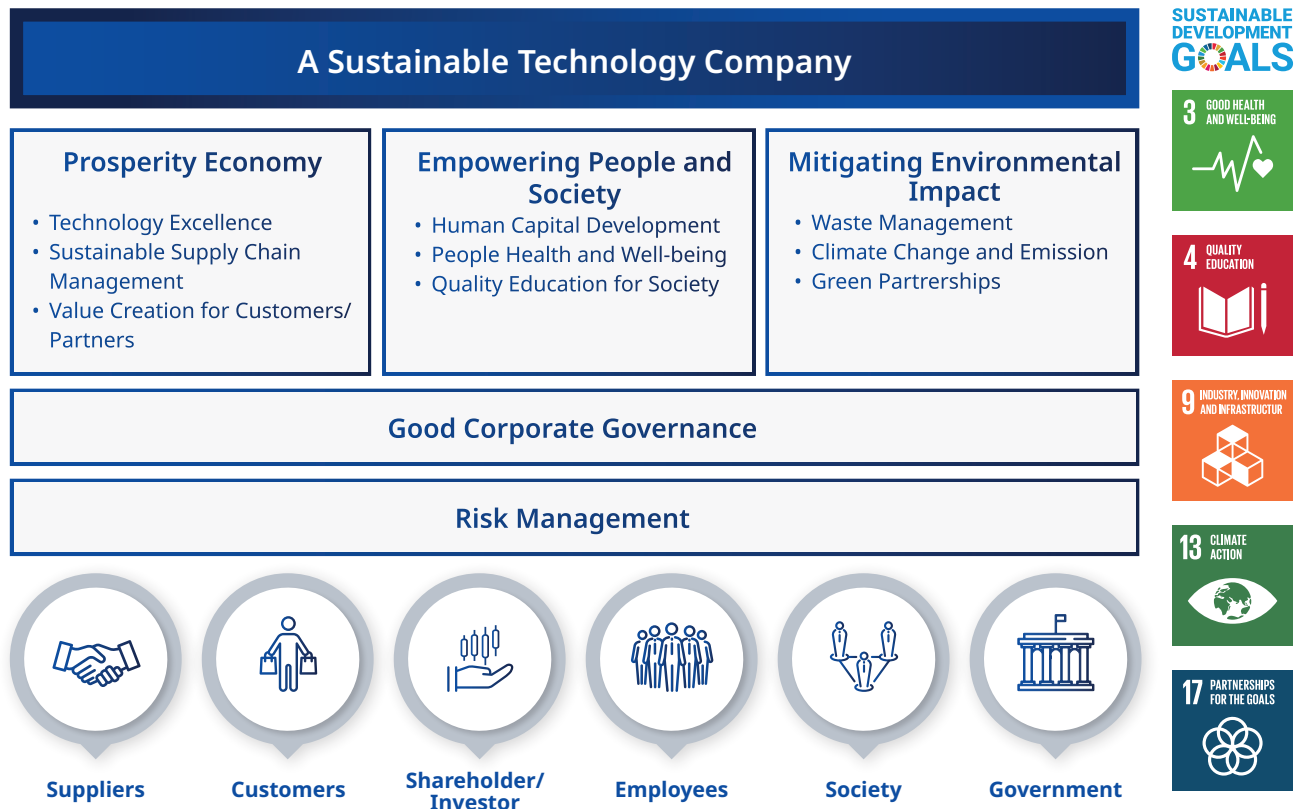 A Sustainable Technology Company
Prosperity Economy
• Technology Excellence
• Sustainable Supply Chain
Management
• Value Creation for Customers/
Partners
Empowering People and
Society
• Human Capital Development
• People Health and Well-being
• Quality Education for Society
Mitigating Environmental
Impact
• Waste Management
• Climate Change and Emission
• Green Partrerships
Good Corporate Governance
Risk Management
Suppliers
Customers
Shareholder/
Investor
Employees
Society
Government
SUSTAINABLE
DEVELOPMENT
GOALS
3 GOOD HEALTH
AND WELL-BEING
4 QUALITY
EDUCATION
9 INDUSTRY, INNOVATION
AND INFRASTRUCTUR
13 CLIMATE
ACTION
17 PARTNERSHIPS
FOR THE GOALS